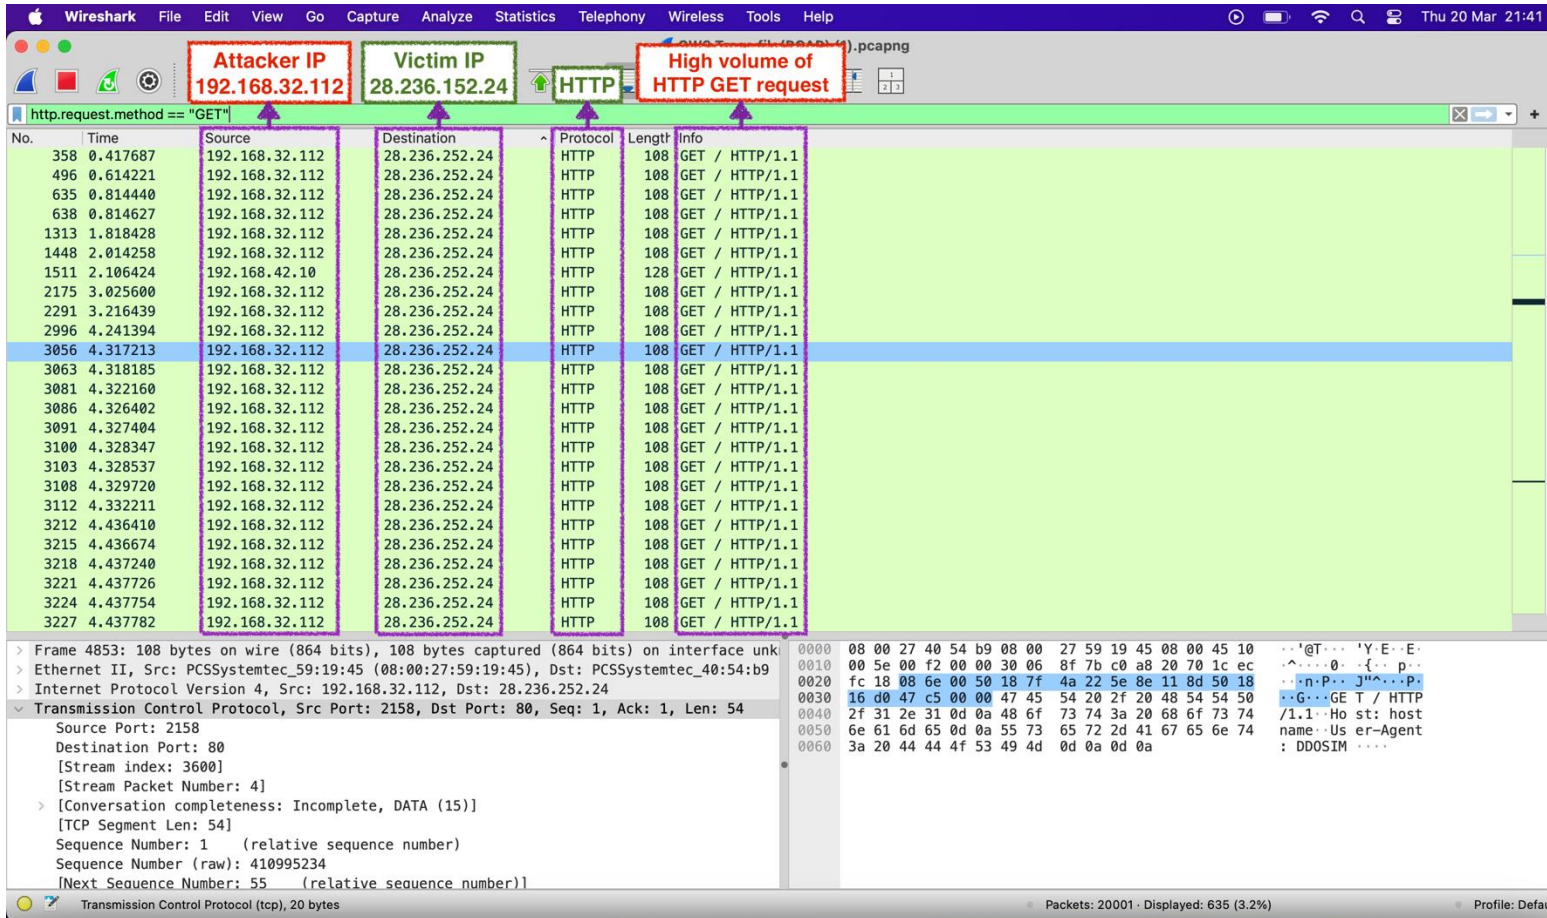 Wireshark File Edit View Go Capture Analyze Statistics Telephony Wireless Tools Help Thu 20 Mar 21:41
.pcapng
Attacker IP
192.168.32.112
Victim IP
28.236.152.24
HTTP
High volume of
HTTP GET request
http.request.method == "GET"
No. Time Source Destination Protocol Length Info
358 0.417687 192.168.32.112 28.236.252.24 HTTP 108 GET / HTTP/1.1
496 0.614221 192.168.32.112 28.236.252.24 HTTP 108 GET / HTTP/1.1
635 0.814440 192.168.32.112 28.236.252.24 HTTP 108 GET / HTTP/1.1
638 0.814627 192.168.32.112 28.236.252.24 HTTP 108 GET / HTTP/1.1
1313 1.818428 192.168.32.112 28.236.252.24 HTTP 108 GET / HTTP/1.1
1448 2.014258 192.168.32.112 28.236.252.24 HTTP 108 GET / HTTP/1.1
1511 2.106424 192.168.42.10 28.236.252.24 HTTP 128 GET / HTTP/1.1
2175 3.025600 192.168.32.112 28.236.252.24 HTTP 108 GET / HTTP/1.1
2291 3.216439 192.168.32.112 28.236.252.24 HTTP 108 GET / HTTP/1.1
2996 4.241394 192.168.32.112 28.236.252.24 HTTP 108 GET / HTTP/1.1
3056 4.317213 192.168.32.112 28.236.252.24 HTTP 108 GET / HTTP/1.1
3063 4.318185 192.168.32.112 28.236.252.24 HTTP 108 GET / HTTP/1.1
3081 4.322160 192.168.32.112 28.236.252.24 HTTP 108 GET / HTTP/1.1
3086 4.326402 192.168.32.112 28.236.252.24 HTTP 108 GET / HTTP/1.1
3091 4.327404 192.168.32.112 28.236.252.24 HTTP 108 GET / HTTP/1.1
3100 4.328347 192.168.32.112 28.236.252.24 HTTP 108 GET / HTTP/1.1
3103 4.328537 192.168.32.112 28.236.252.24 HTTP 108 GET / HTTP/1.1
3108 4.329720 192.168.32.112 28.236.252.24 HTTP 108 GET / HTTP/1.1
3112 4.332211 192.168.32.112 28.236.252.24 HTTP 108 GET / HTTP/1.1
3212 4.436410 192.168.32.112 28.236.252.24 HTTP 108 GET / HTTP/1.1
3215 4.436674 192.168.32.112 28.236.252.24 HTTP 108 GET / HTTP/1.1
3218 4.437240 192.168.32.112 28.236.252.24 HTTP 108 GET / HTTP/1.1
3221 4.437726 192.168.32.112 28.236.252.24 HTTP 108 GET / HTTP/1.1
3224 4.437754 192.168.32.112 28.236.252.24 HTTP 108 GET / HTTP/1.1
3227 4.437782 192.168.32.112 28.236.252.24 HTTP 108 GET / HTTP/1.1
Frame 4853: 108 bytes on wire (864 bits), 108 bytes captured (864 bits) on interface unk
Ethernet II, Src: PCSSystemtec_59:19:45 (08:00:27:59:19:45), Dst: PCSSystemtec_40:54:b9
Internet Protocol Version 4, Src: 192.168.32.112, Dst: 28.236.252.24
Transmission Control Protocol, Src Port: 2158, Dst Port: 80, Seq: 1, Ack: 1, Len: 54
Source Port: 2158
Destination Port: 80
[Stream index: 3600]
[Stream Packet Number: 4]
[Conversation completeness: Incomplete, DATA (15)]
[TCP Segment Len: 54]
Sequence Number: 1 (relative sequence number)
Sequence Number (raw): 410995234
[Next Sequence Number: 55 (relative sequence number)]
0000 08 00 27 40 54 b9 08 00 27 59 19 45 08 00 45 10 ··'@T··· 'Y·E··E·
0010 00 5e 00 f2 00 00 30 06 8f 7b c0 a8 20 70 1c ec ·^····0· ·{·· p··
0020 fc 18 08 6e 00 50 18 7f 4a 22 5e 8e 11 8d 50 18 ···n·P·· J"^···P·
0030 16 d0 47 c5 00 00 47 45 54 20 2f 20 48 54 54 50 ··G···GE T / HTTP
0040 2f 31 2e 31 0d 0a 48 6f 73 74 3a 20 68 6f 73 74 /1.1··Ho st: host
0050 6e 61 6d 65 0d 0a 55 73 65 72 2d 41 67 65 6e 74 name··Us er-Agent
0060 3a 20 44 44 4f 53 49 4d 0d 0a 0d 0a : DDOSIM ····
Transmission Control Protocol (tcp), 20 bytes Packets: 20001 · Displayed: 635 (3.2%) Profile: Defau